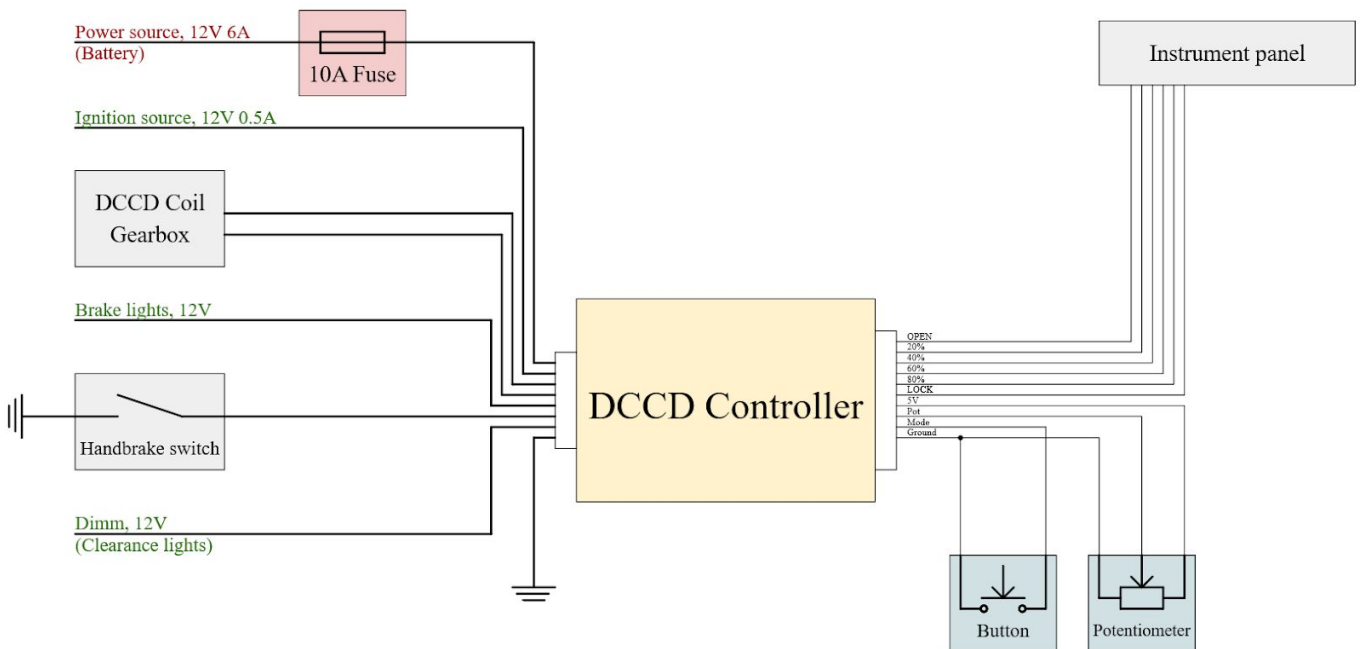 Power source, 12V 6A
(Battery)
10A Fuse
Ignition source, 12V 0.5A
DCCD Coil
Gearbox
Brake lights, 12V
Handbrake switch
Dimm, 12V
(Clearance lights)
DCCD Controller
Instrument panel
OPEN
20%
40%
60%
80%
LOCK
5V
Pot
Mode
Ground
Button
Potentiometer